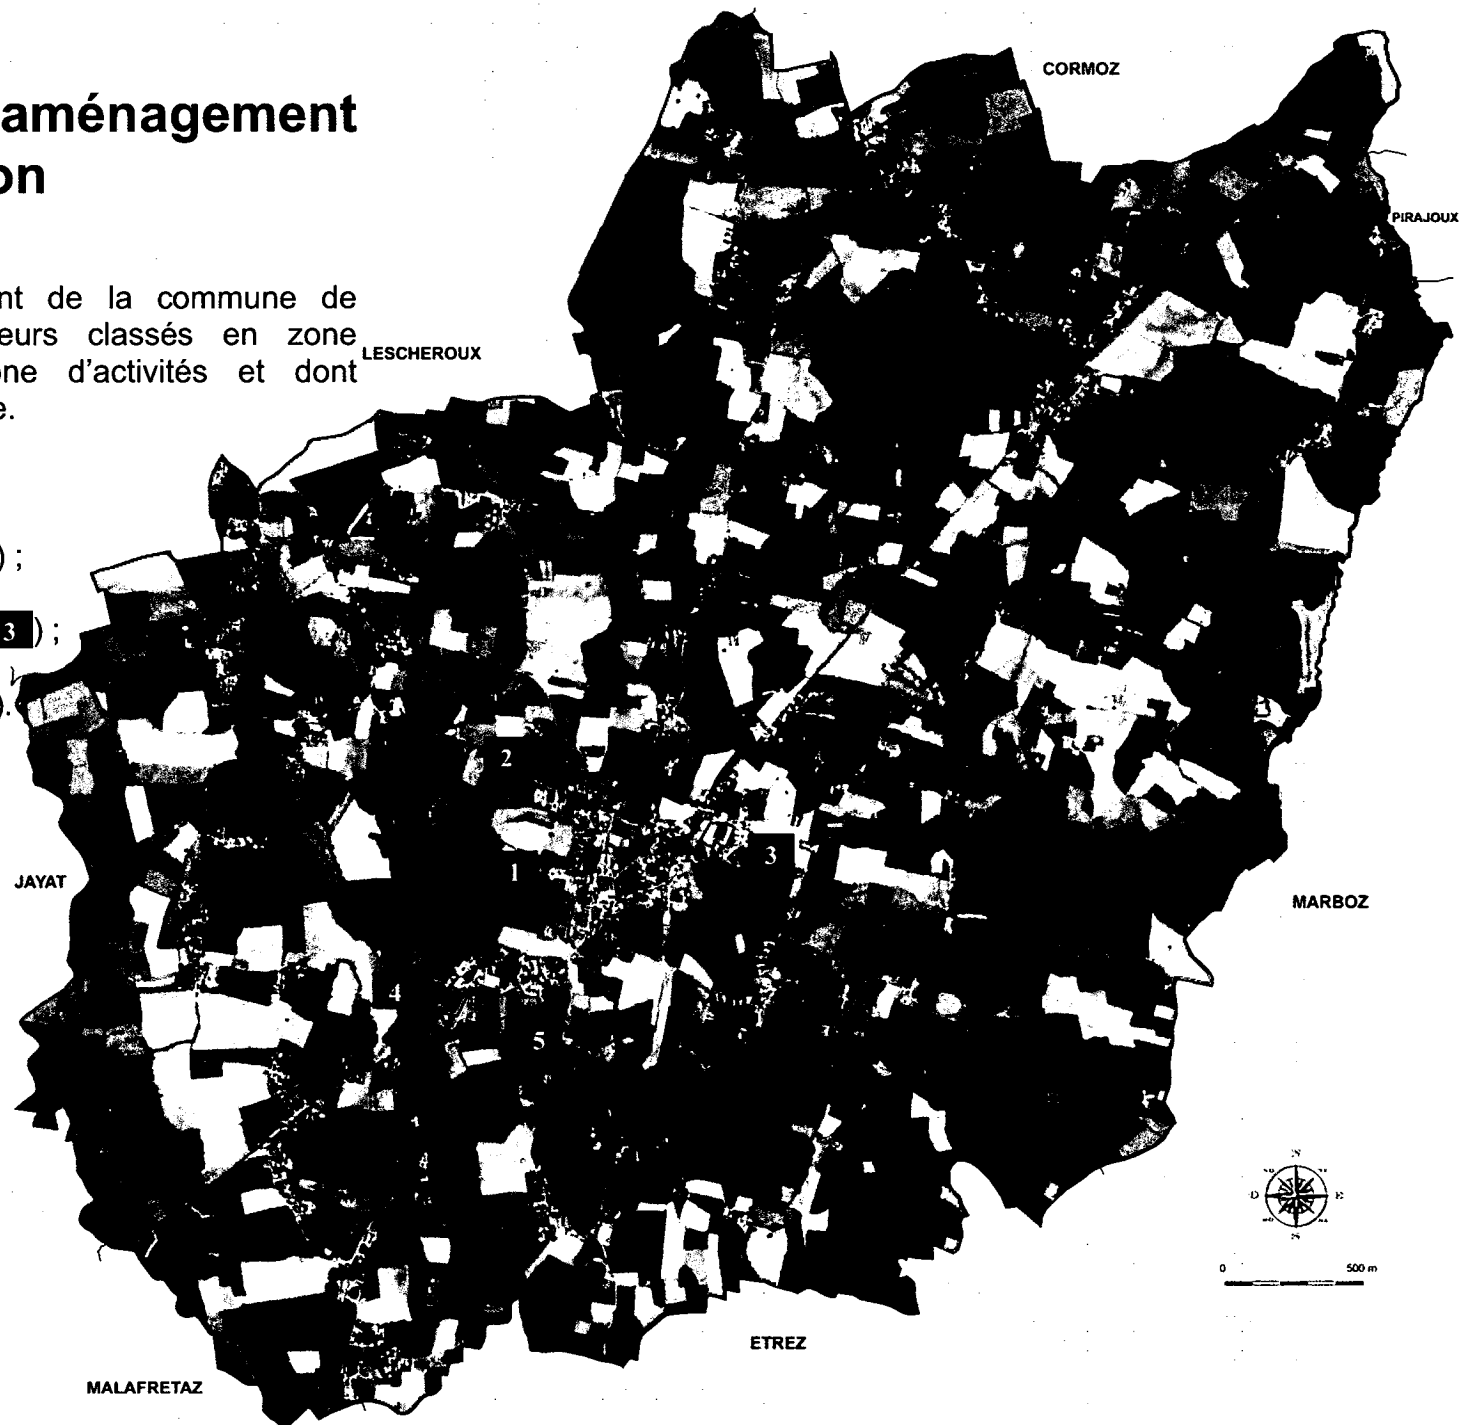 aménagement
on
nt de la commune de
eurs classés en zone
one d'activités et dont
e.
) ;
3 ) ;
).
CORMOZ
PIRAJOUX
LESCHEROUX
2
3
1
JAYAT
MARBOZ
4
5
N
O E
S
0 500 m
ETREZ
MALAFRETAZ